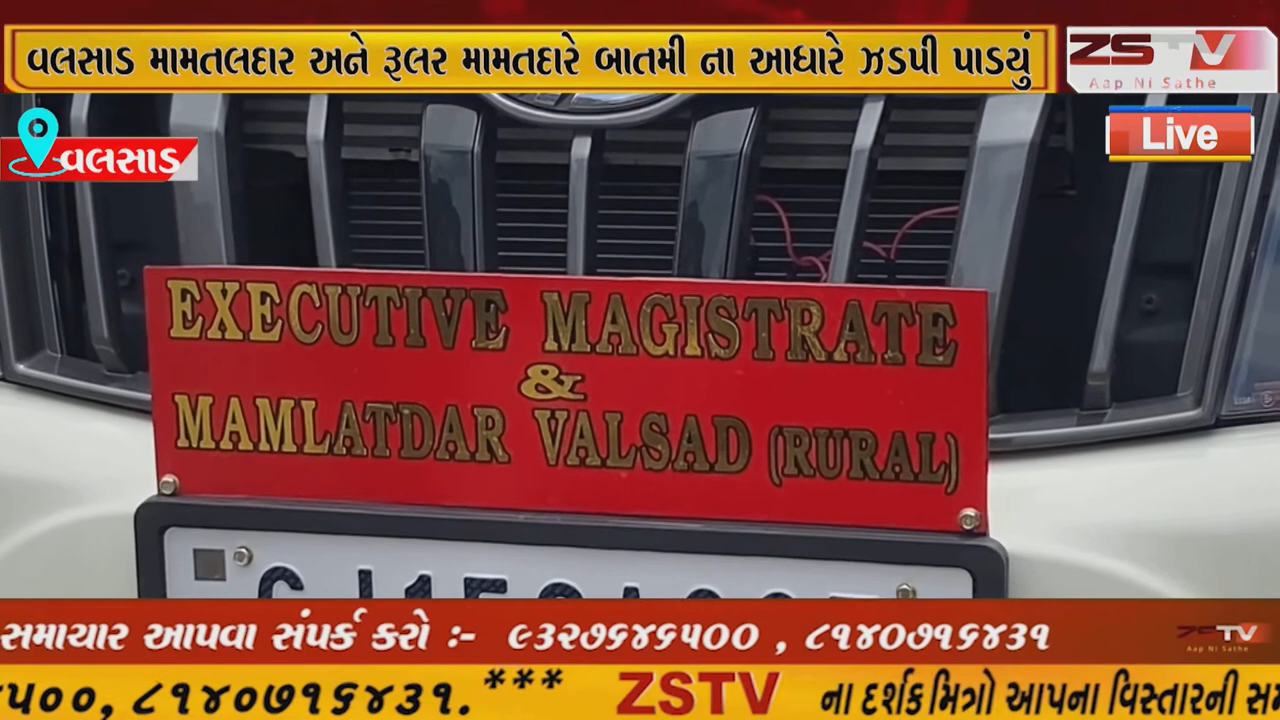 વલસાડ મામતલદાર અને રૂલર મામતદારે બાતમી ના આધારે ઝડપી પાડયું
ZSTV
Aap Ni Sathe
Live
વલસાડ
EXECUTIVE MAGISTRATE
&
MAMLATDAR VALSAD (RURAL)
સમાચાર આપવા સંપર્ક કરો :- ૯૩૨૭૬૪૬૫૦૦ , ૮૧૪૦૭૧૬૪૩૧
ZSTV
Aap Ni Sathe
૫૦૦, ૮૧૪૦૭૧૬૪૩૧. *** ZSTV ના દર્શક મિત્રો આપના વિસ્તારની